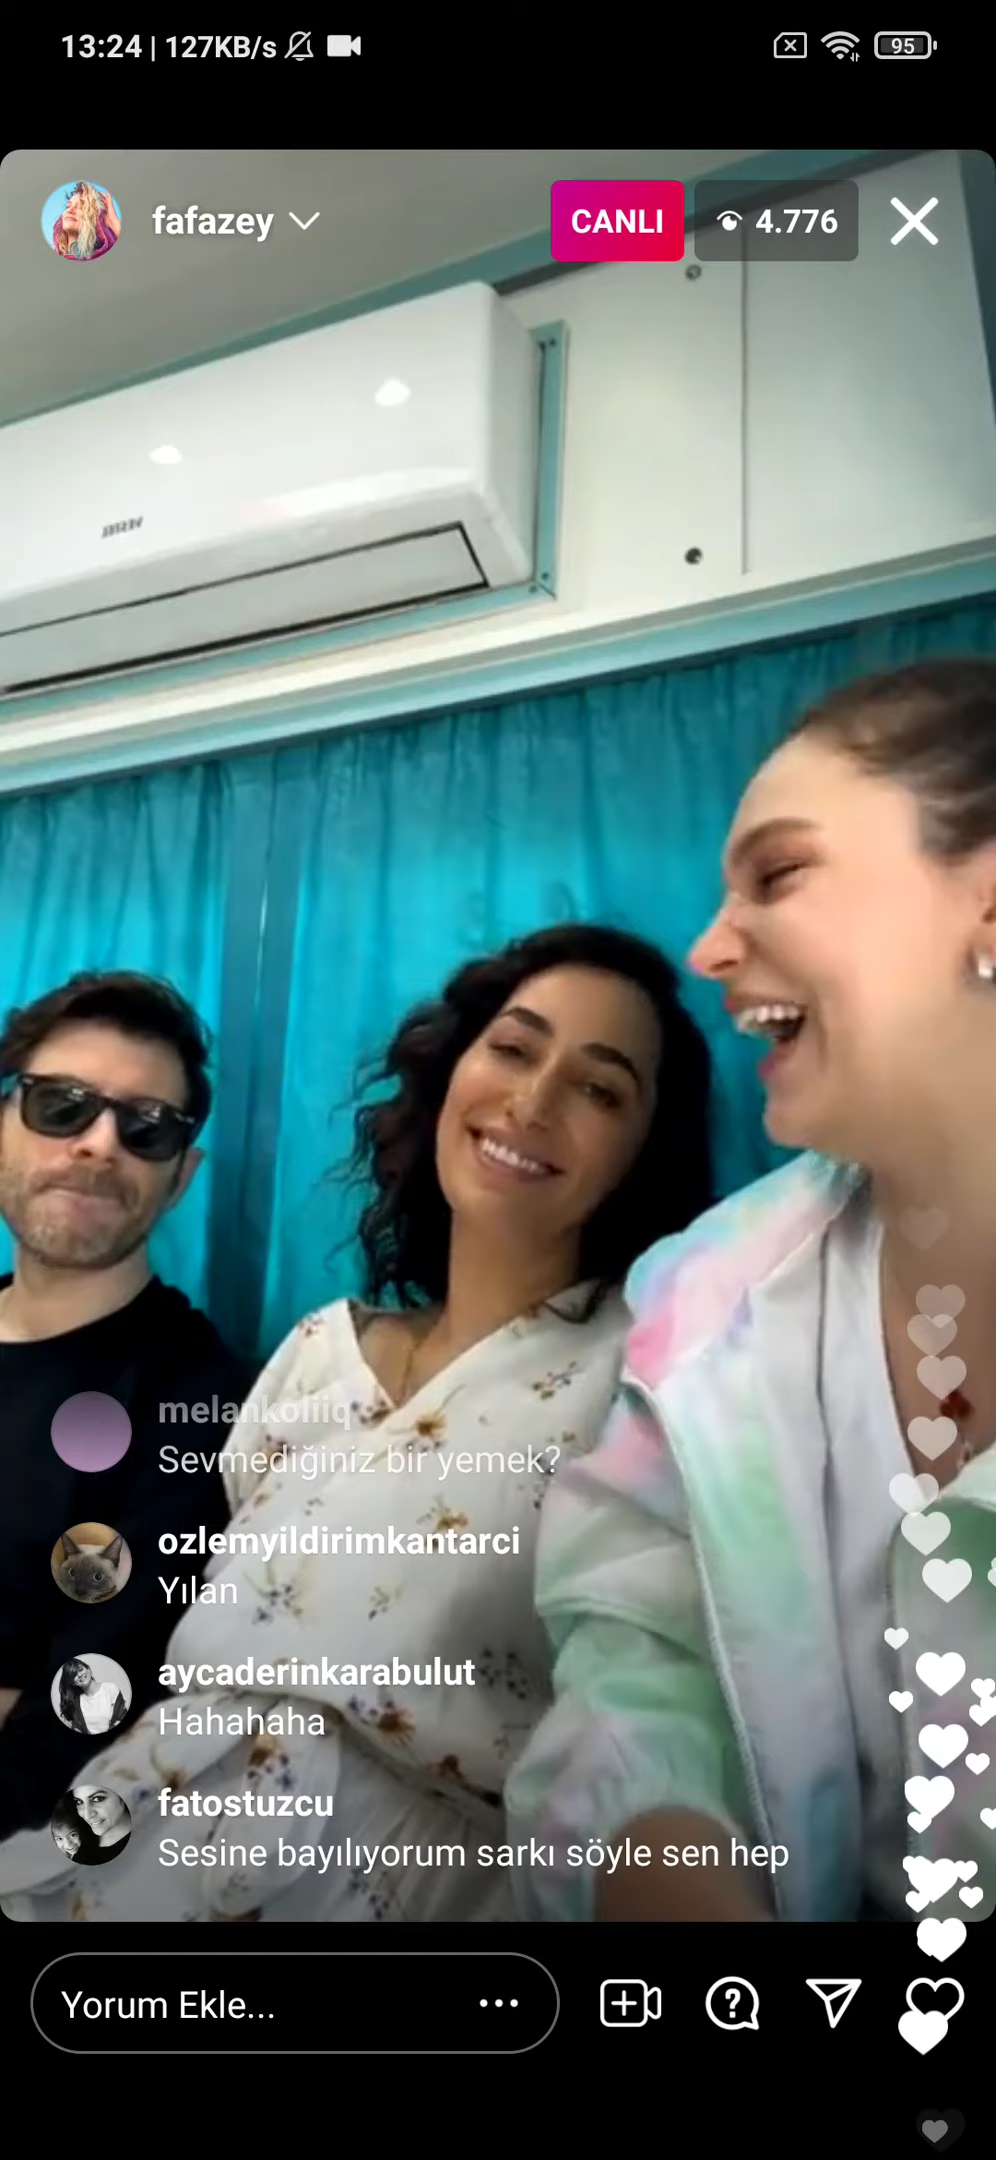 13:24 | 127KB/s
95
fafazey
CANLI
4.776
VESTEL
melankoliiq
Sevmediğiniz bir yemek?
ozlemyildirimkantarci
Yılan
aycaderinkarabulut
Hahahaha
fatostuzcu
Sesine bayılıyorum sarkı söyle sen hep
Yorum Ekle...